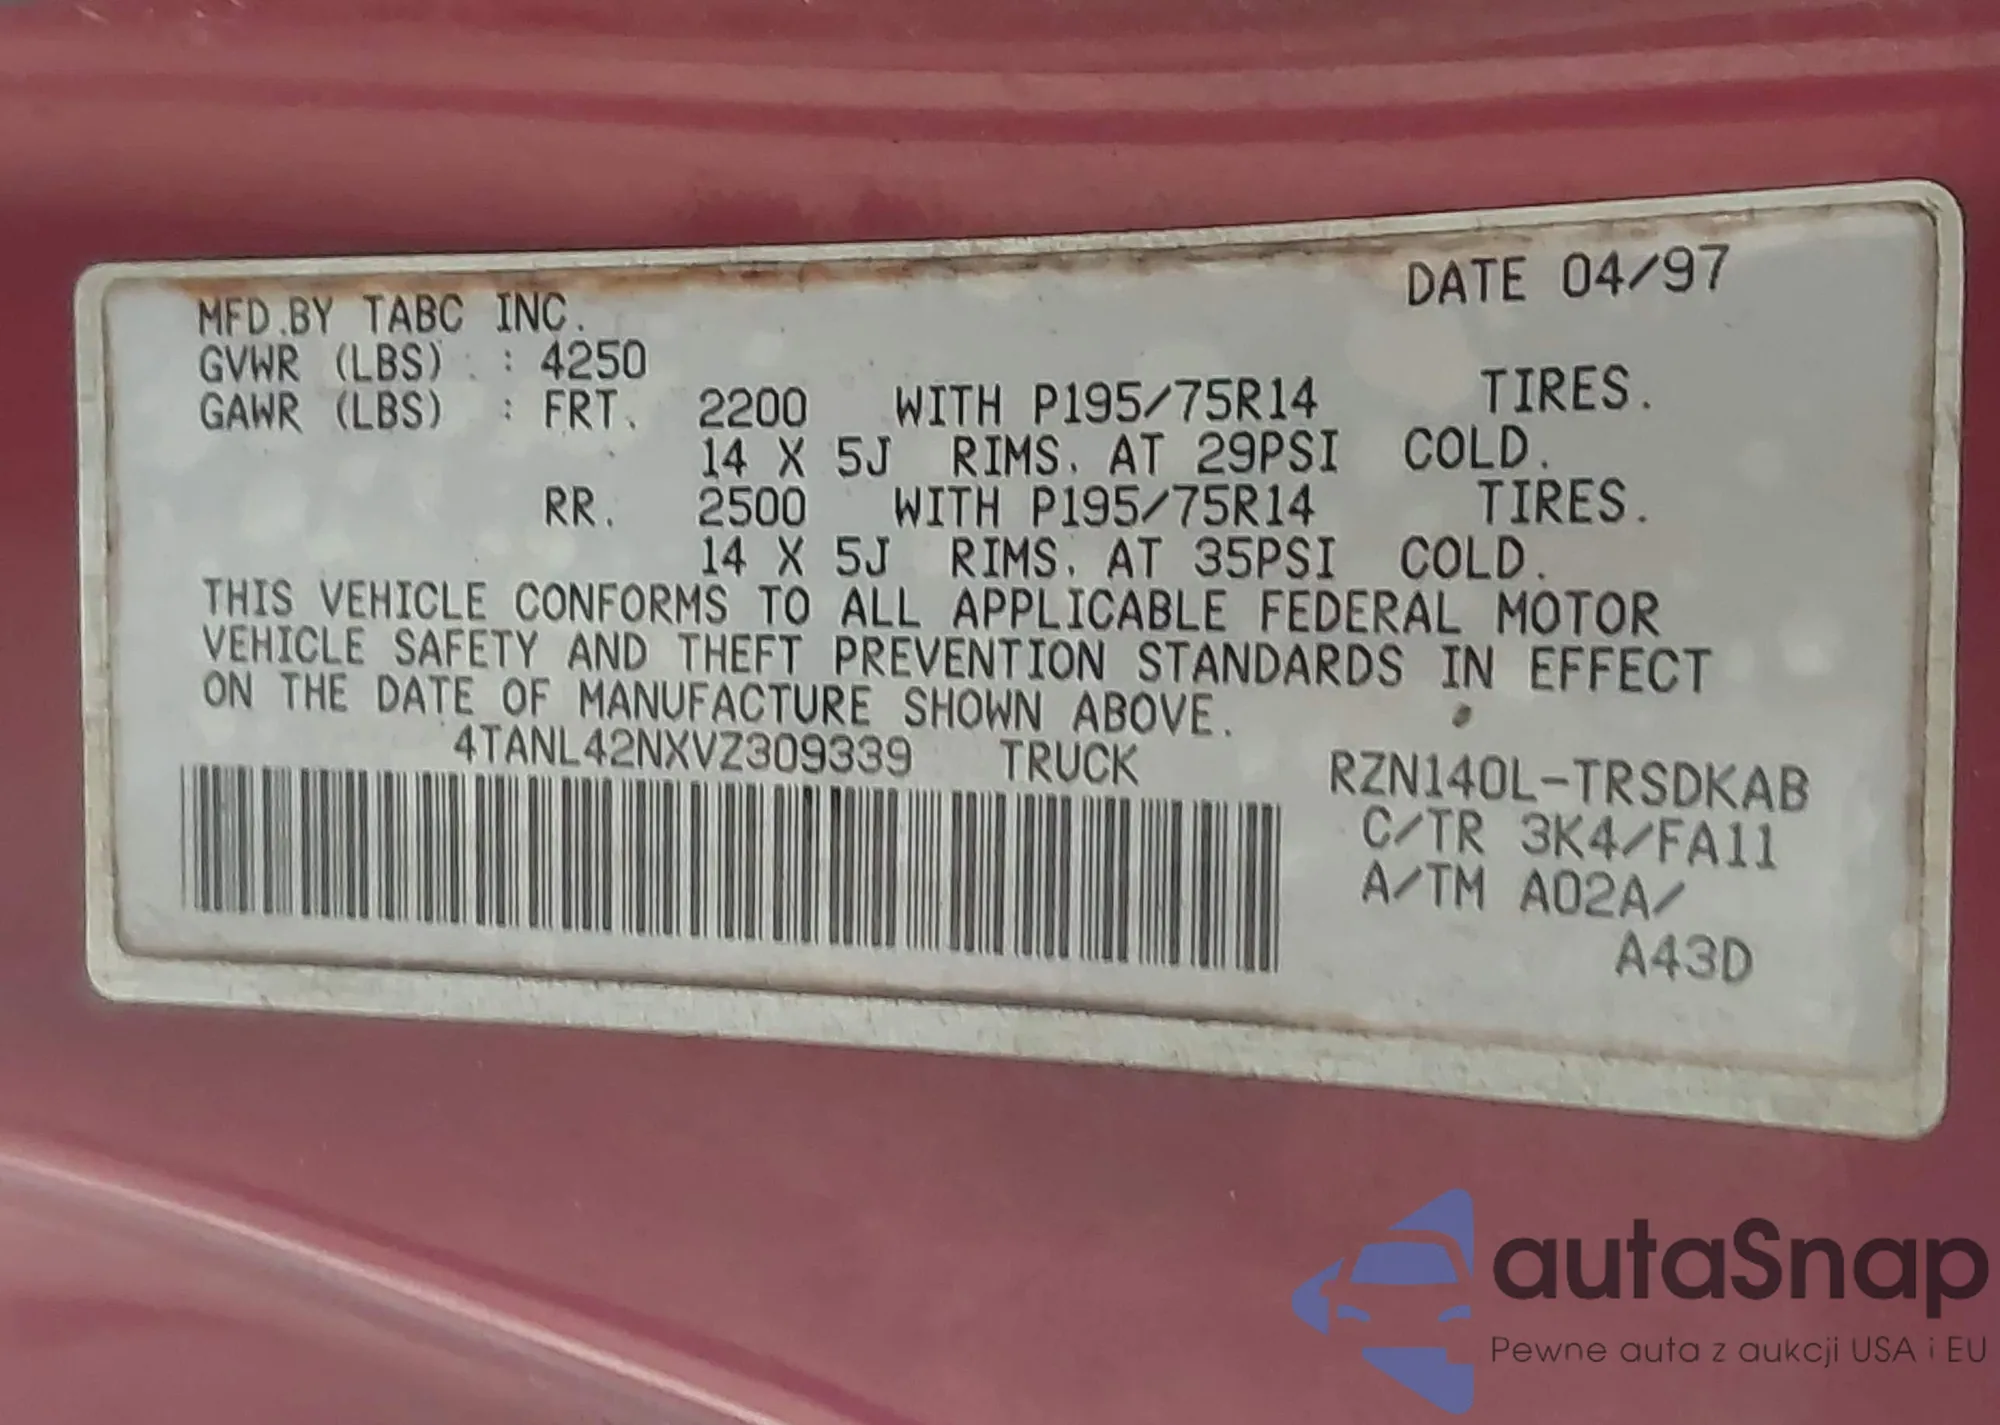 DATE 04/97
MFD.BY TABC INC.
GVWR (LBS) : 4250
GAWR (LBS) : FRT. 2200 WITH P195/75R14 TIRES.
14 X 5J RIMS. AT 29PSI COLD.
RR. 2500 WITH P195/75R14 TIRES.
14 X 5J RIMS. AT 35PSI COLD.
THIS VEHICLE CONFORMS TO ALL APPLICABLE FEDERAL MOTOR
VEHICLE SAFETY AND THEFT PREVENTION STANDARDS IN EFFECT
ON THE DATE OF MANUFACTURE SHOWN ABOVE.
4TANL42NXVZ309339 TRUCK
RZN140L-TRSDKAB
C/TR 3K4/FA11
A/TM A02A/
A43D
autaSnap
Pewne auta z aukcji USA i EU